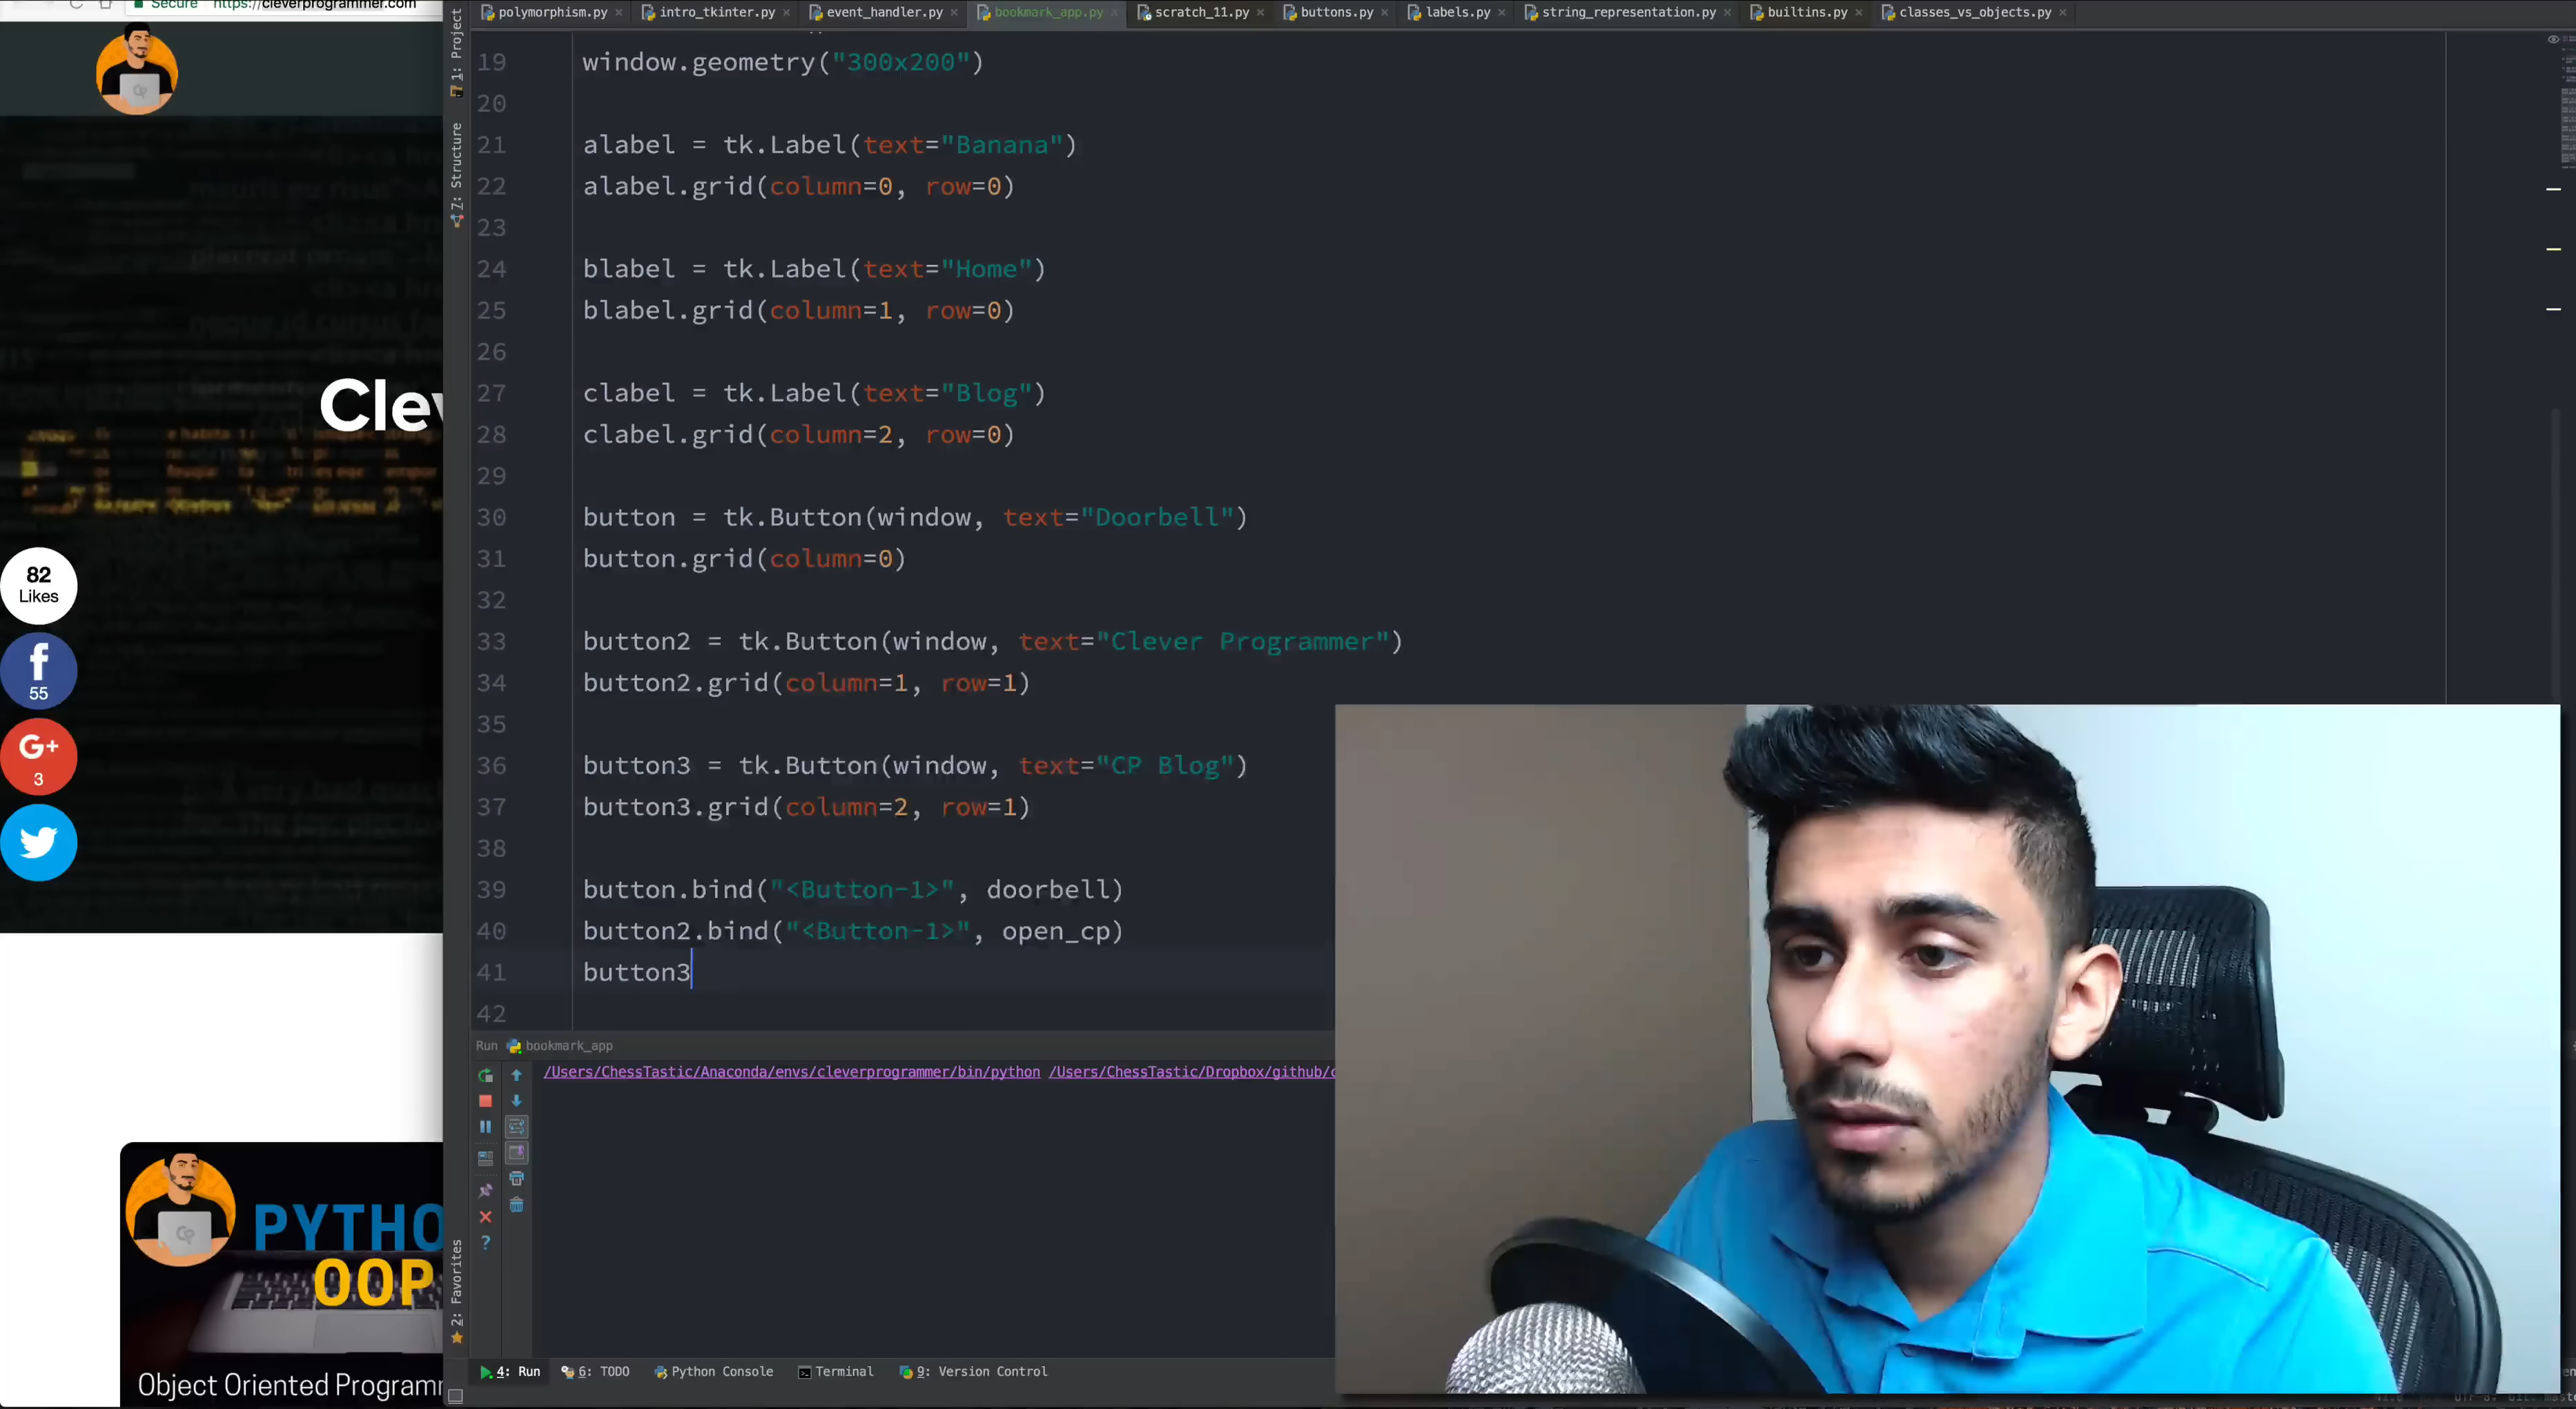 Secure https://cleverprogrammer.com
Clev
82
Likes
f
55
G+
3
PYTHO
OOP
Object Oriented Programm
polymorphism.py intro_tkinter.py event_handler.py bookmark_app.py scratch_11.py buttons.py labels.py string_representation.py builtins.py classes_vs_objects.py
1: Project
7: Structure
2: Favorites
19 window.geometry("300x200")
20
21 alabel = tk.Label(text="Banana")
22 alabel.grid(column=0, row=0)
23
24 blabel = tk.Label(text="Home")
25 blabel.grid(column=1, row=0)
26
27 clabel = tk.Label(text="Blog")
28 clabel.grid(column=2, row=0)
29
30 button = tk.Button(window, text="Doorbell")
31 button.grid(column=0)
32
33 button2 = tk.Button(window, text="Clever Programmer")
34 button2.grid(column=1, row=1)
35
36 button3 = tk.Button(window, text="CP Blog")
37 button3.grid(column=2, row=1)
38
39 button.bind("<Button-1>", doorbell)
40 button2.bind("<Button-1>", open_cp)
41 button3
42
Run bookmark_app
/Users/ChessTastic/Anaconda/envs/cleverprogrammer/bin/python /Users/ChessTastic/Dropbox/github/c
4: Run 6: TODO Python Console Terminal 9: Version Control